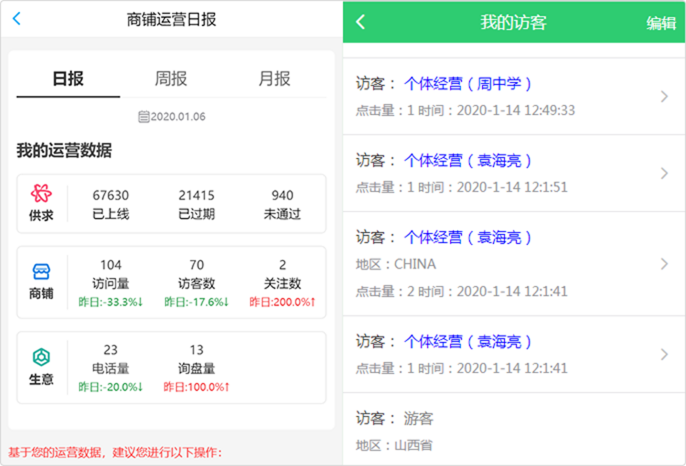 商铺运营日报
日报 周报 月报
2020.01.06
我的运营数据
67630 21415 940
供求 已上线 已过期 未通过
104 70 2
商铺 访问量 访客数 关注数
昨日:-33.3%↓ 昨日:-17.6%↓ 昨日:200.0%↑
23 13
生意 电话量 询盘量
昨日:-20.0%↓ 昨日:100.0%↑
基于您的运营数据，建议您进行以下操作：
我的访客 编辑
访客： 个体经营（周中学）
点击量：1 时间：2020-1-14 12:49:33
访客： 个体经营（袁海亮）
点击量：1 时间：2020-1-14 12:1:51
访客： 个体经营（袁海亮）
地区：CHINA
点击量：2 时间：2020-1-14 12:1:41
访客： 个体经营（袁海亮）
点击量：1 时间：2020-1-14 12:1:41
访客： 游客
地区：山西省